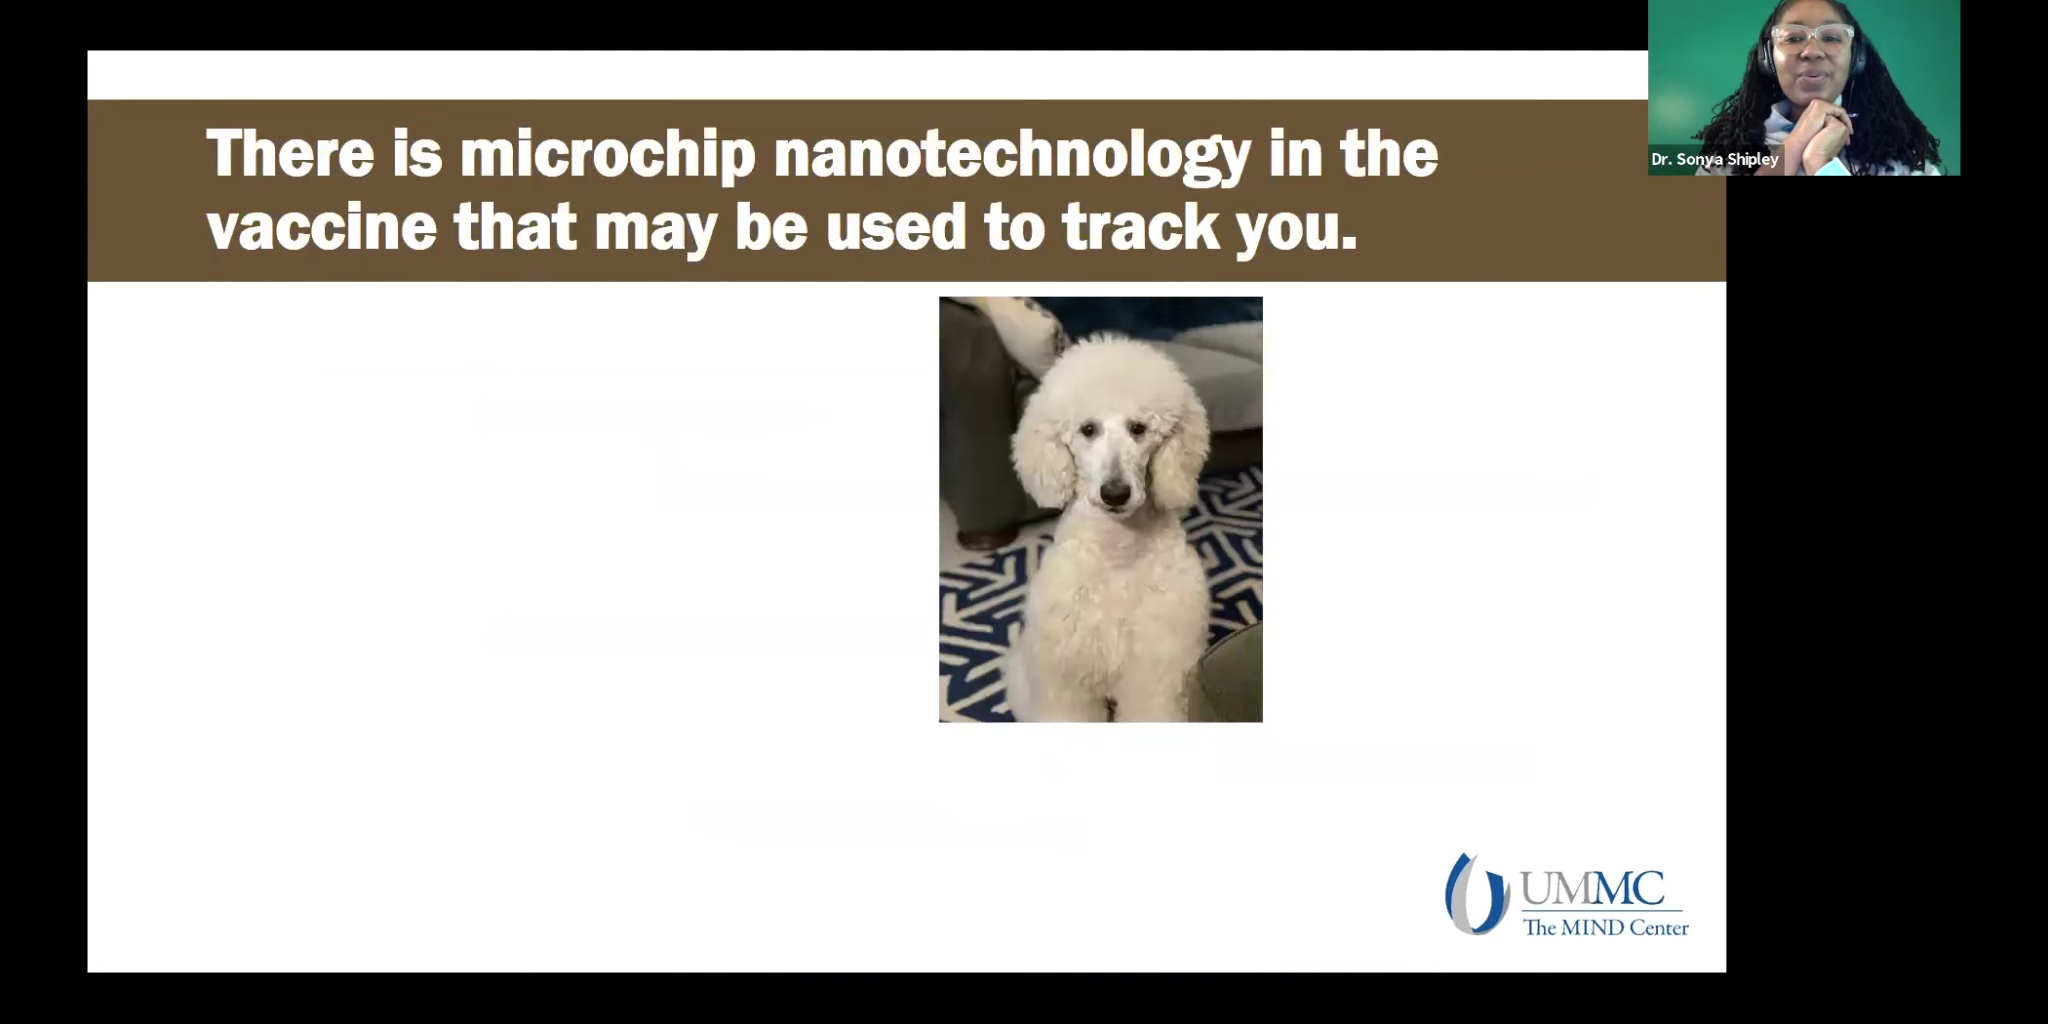 There is microchip nanotechnology in the
vaccine that may be used to track you.
Dr. Sonya Shipley
UMMC
The MIND Center